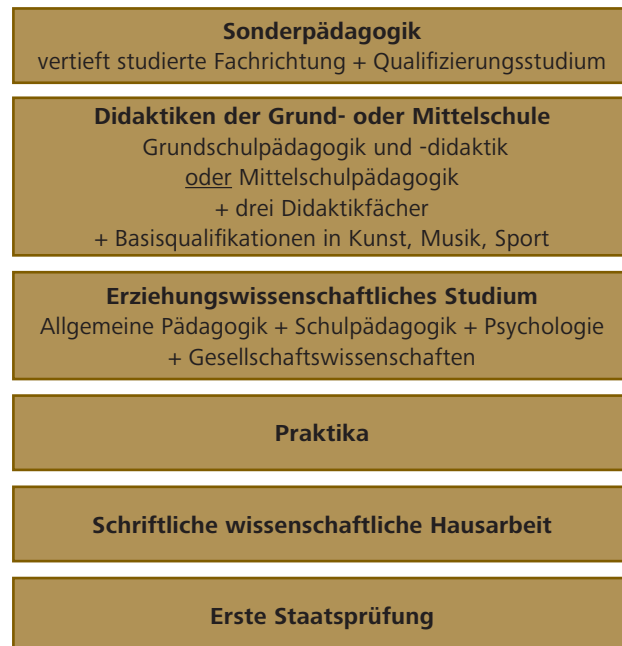 Sonderpädagogik
vertieft studierte Fachrichtung + Qualifizierungsstudium
Didaktiken der Grund- oder Mittelschule
Grundschulpädagogik und -didaktik
oder Mittelschulpädagogik
+ drei Didaktikfächer
+ Basisqualifikationen in Kunst, Musik, Sport
Erziehungswissenschaftliches Studium
Allgemeine Pädagogik + Schulpädagogik + Psychologie
+ Gesellschaftswissenschaften
Praktika
Schriftliche wissenschaftliche Hausarbeit
Erste Staatsprüfung